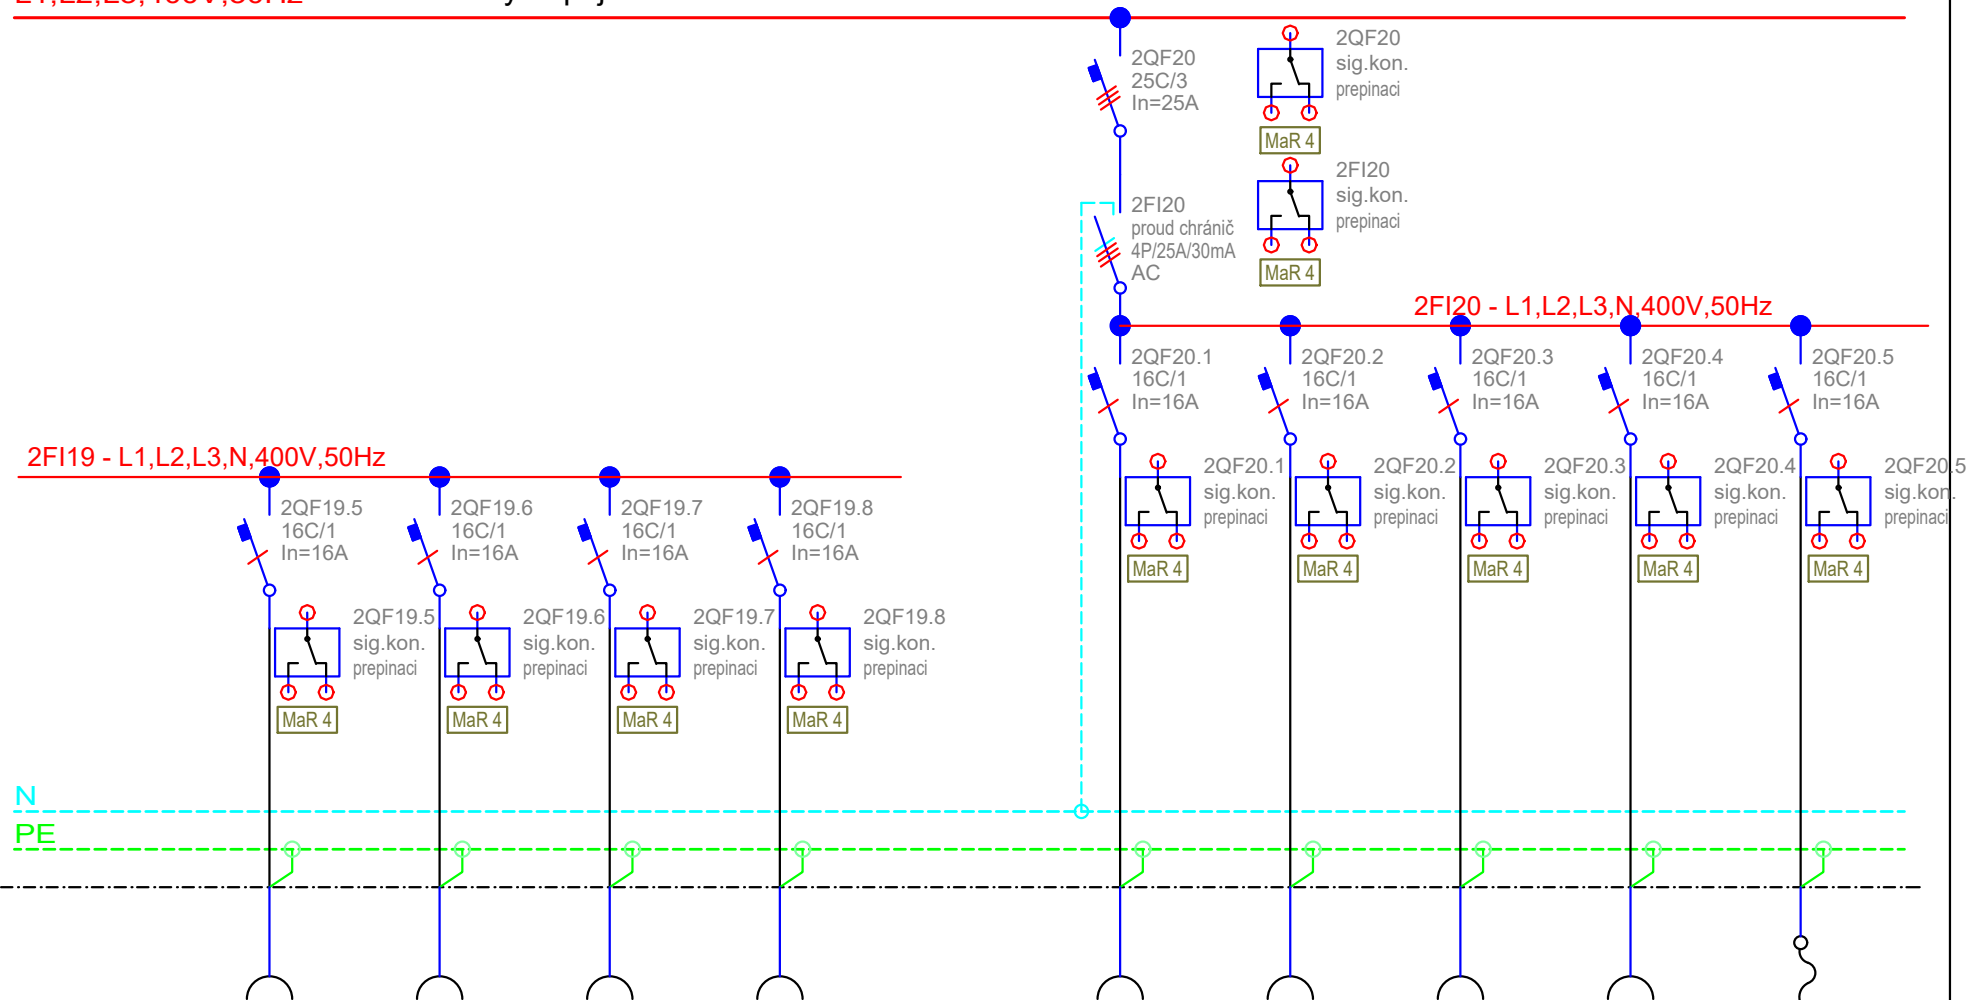 2QF20
25C/3
In=25A
2QF20
sig.kon.
prepinaci
MaR 4
2FI20
proud chránič
4P/25A/30mA
AC
2FI20
sig.kon.
prepinaci
MaR 4
2FI20 - L1,L2,L3,N,400V,50Hz
2QF20.1
16C/1
In=16A
2QF20.2
16C/1
In=16A
2QF20.3
16C/1
In=16A
2QF20.4
16C/1
In=16A
2QF20.5
16C/1
In=16A
2QF20.1
sig.kon.
prepinaci
MaR 4
2QF20.2
sig.kon.
prepinaci
MaR 4
2QF20.3
sig.kon.
prepinaci
MaR 4
2QF20.4
sig.kon.
prepinaci
MaR 4
2QF20.5
sig.kon.
prepinaci
MaR 4
2FI19 - L1,L2,L3,N,400V,50Hz
2QF19.5
16C/1
In=16A
2QF19.6
16C/1
In=16A
2QF19.7
16C/1
In=16A
2QF19.8
16C/1
In=16A
2QF19.5
sig.kon.
prepinaci
MaR 4
2QF19.6
sig.kon.
prepinaci
MaR 4
2QF19.7
sig.kon.
prepinaci
MaR 4
2QF19.8
sig.kon.
prepinaci
MaR 4
N
PE